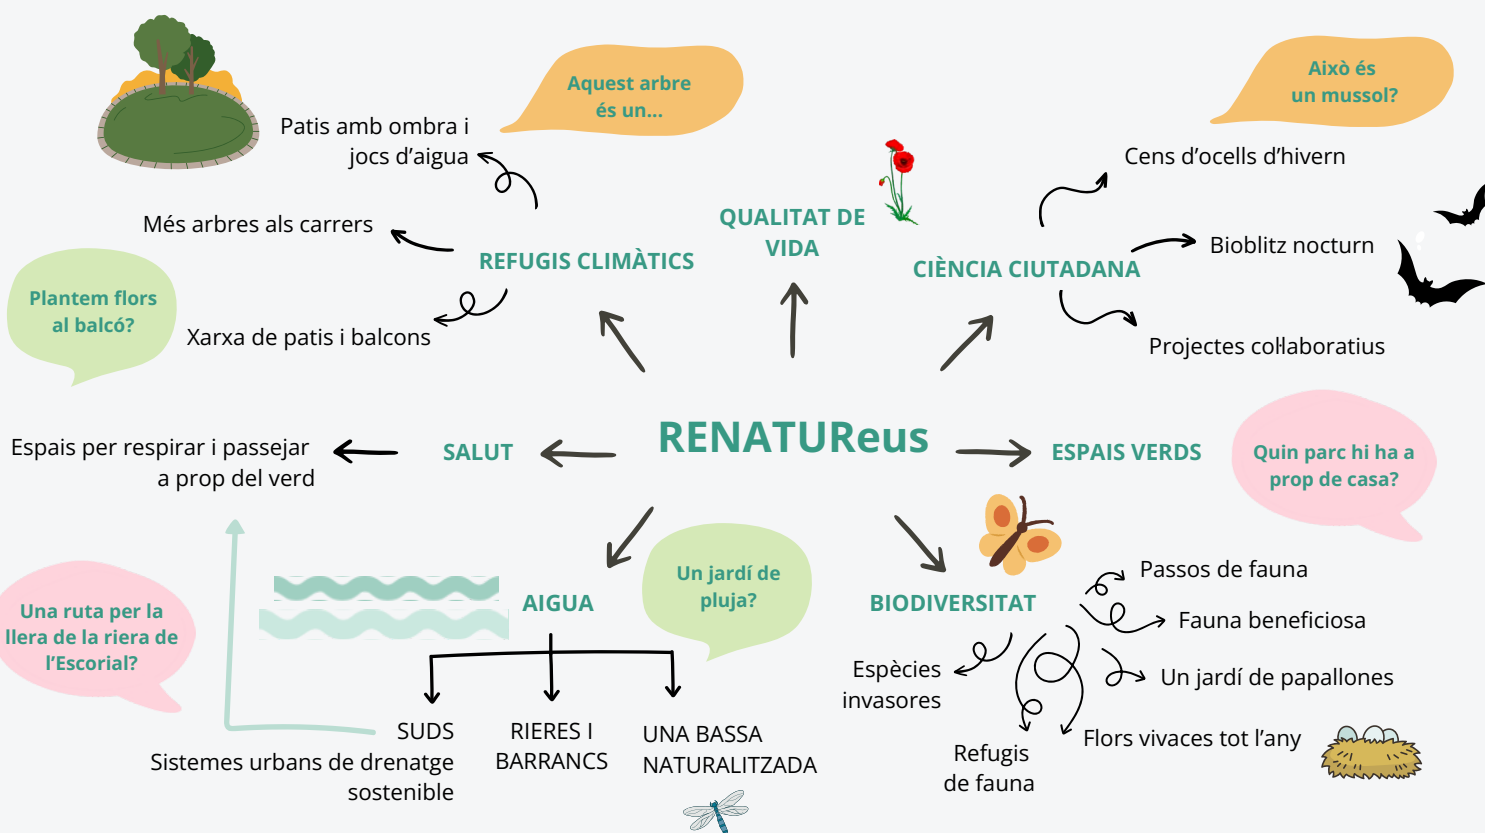 Aquest arbre
és un...
Això és
un mussol?
Patis amb ombra i
jocs d'aigua
Cens d'ocells d'hivern
Més arbres als carrers
QUALITAT DE
VIDA
Bioblitz nocturn
REFUGIS CLIMÀTICS
CIÈNCIA CIUTADANA
Plantem flors
al balcó?
Xarxa de patis i balcons
Projectes col·laboratius
RENATUReus
Espais per respirar i passejar
a prop del verd
SALUT
ESPAIS VERDS
Quin parc hi ha a
prop de casa?
Un jardí de
pluja?
Passos de fauna
AIGUA
BIODIVERSITAT
Fauna beneficiosa
Una ruta per la
llera de la riera de
l'Escorial?
Espècies
invasores
Un jardí de papallones
SUDS
Sistemes urbans de drenatge
sostenible
RIERES I
BARRANCS
UNA BASSA
NATURALITZADA
Refugis
de fauna
Flors vivaces tot l'any